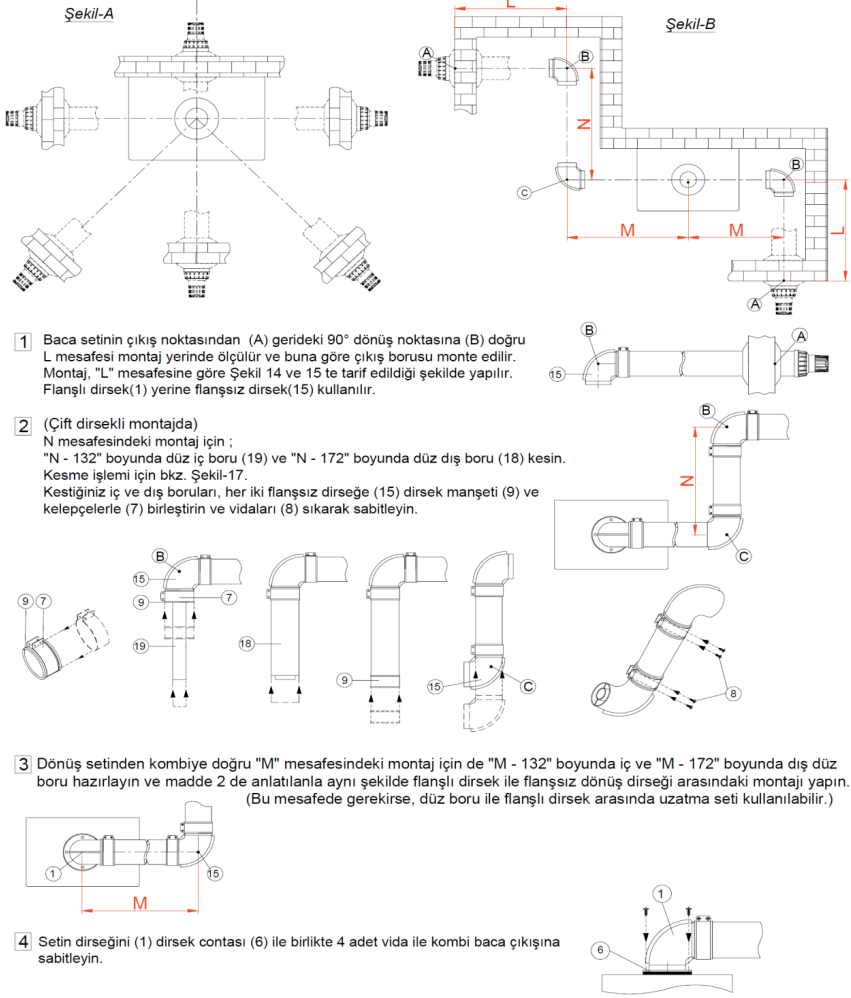 Şekil-A
Şekil-B
L
A
B
N
C
B
M
M
L
A
1 Baca setinin çıkış noktasından (A) gerideki 90° dönüş noktasına (B) doğru
L mesafesi montaj yerinde ölçülür ve buna göre çıkış borusu monte edilir.
Montaj, "L" mesafesine göre Şekil 14 ve 15 te tarif edildiği şekilde yapılır.
Flanşlı dirsek(1) yerine flanşsız dirsek(15) kullanılır.
B
A
15
2 (Çift dirsekli montajda)
N mesafesindeki montaj için ;
"N - 132" boyunda düz iç boru (19) ve "N - 172" boyunda düz dış boru (18) kesin.
Kesme işlemi için bkz. Şekil-17.
Kestiğiniz iç ve dış boruları, her iki flanşsız dirseğe (15) dirsek manşeti (9) ve
kelepçelerle (7) birleştirin ve vidaları (8) sıkarak sabitleyin.
B
N
C
9 7
B
15
9
7
19
18
9
15
C
8
3 Dönüş setinden kombiye doğru "M" mesafesindeki montaj için de "M - 132" boyunda iç ve "M - 172" boyunda dış düz
boru hazırlayın ve madde 2 de anlatılanla aynı şekilde flanşlı dirsek ile flanşsız dönüş dirseği arasındaki montajı yapın.
(Bu mesafede gerekirse, düz boru ile flanşlı dirsek arasında uzatma seti kullanılabilir.)
1
15
M
4 Setin dirseğini (1) dirsek contası (6) ile birlikte 4 adet vida ile kombi baca çıkışına
sabitleyin.
1
6